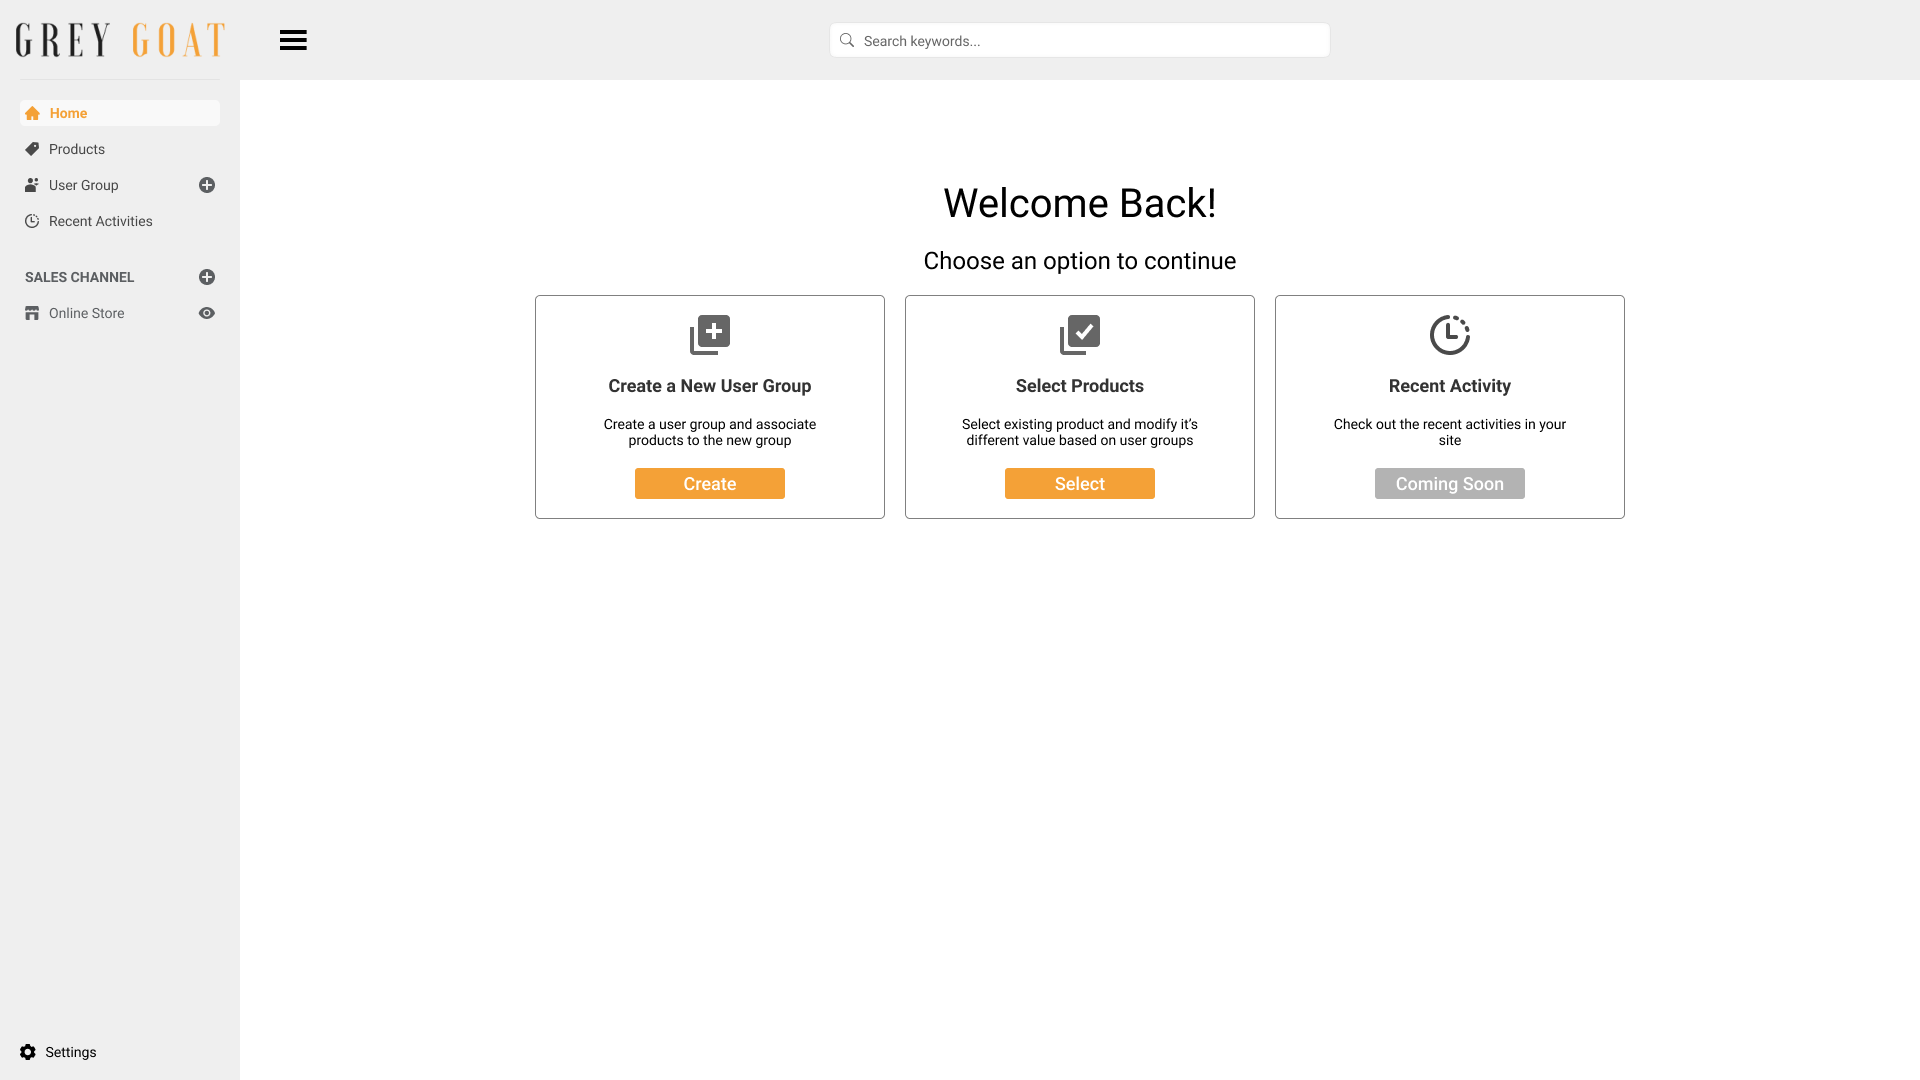 GREY GOAT
Search keywords...
Home
Products
User Group
Recent Activities
SALES CHANNEL
Online Store
Settings
Welcome Back!
Choose an option to continue
Create a New User Group
Create a user group and associate
products to the new group
Create
Select Products
Select existing product and modify it’s
different value based on user groups
Select
Recent Activity
Check out the recent activities in your
site
Coming Soon